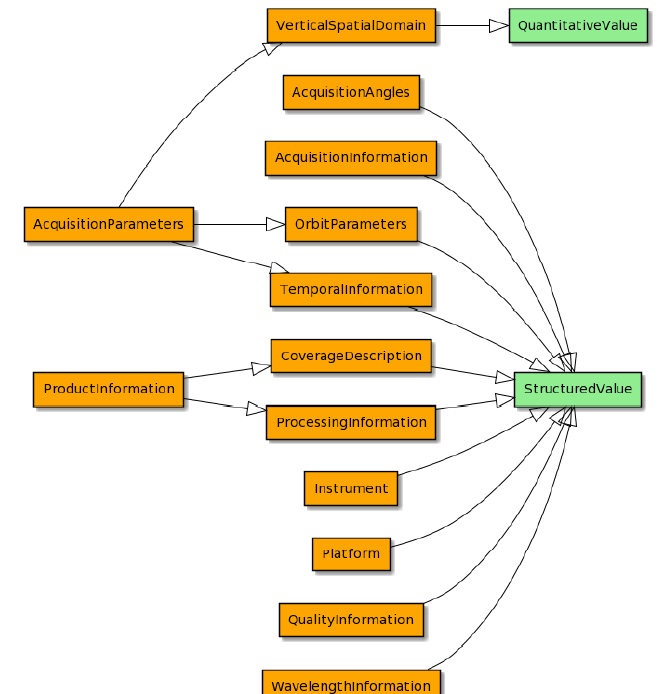 VerticalSpatialDomain
QuantitativeValue
AcquisitionAngles
AcquisitionInformation
AcquisitionParameters
OrbitParameters
TemporalInformation
CoverageDescription
ProductInformation
StructuredValue
ProcessingInformation
Instrument
Platform
QualityInformation
WavelengthInformation